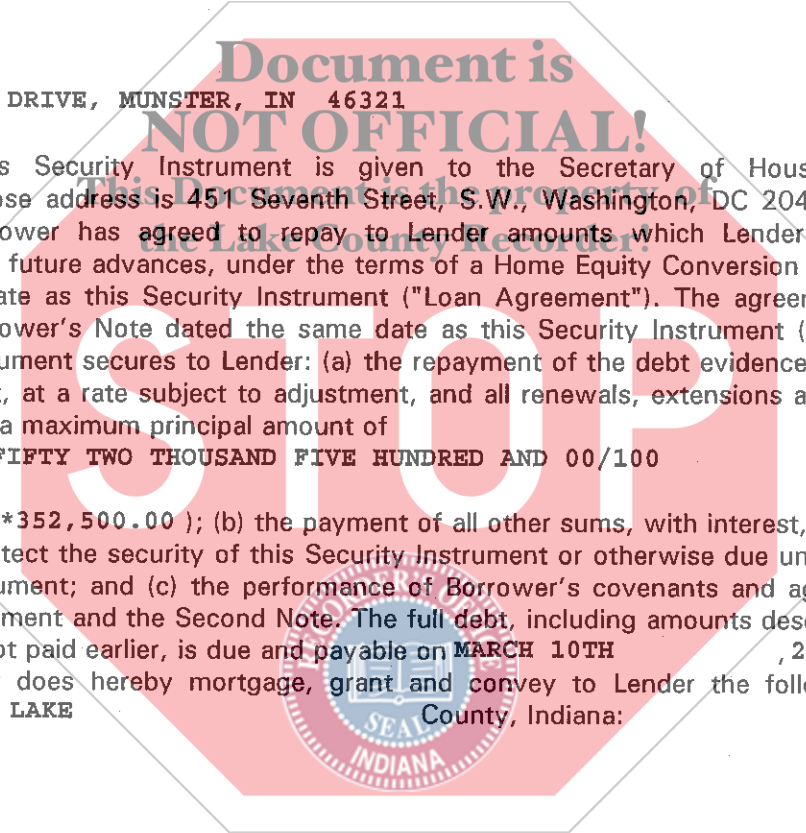 Document is
DRIVE, MUNSTER, IN 46321
NOT OFFICIAL!
s Security Instrument is given to the Secretary of Hous
This Document is the property of
ose address is 451 Seventh Street, S.W., Washington, DC 204
the Lake County Recorder!
ower has agreed to repay to Lender amounts which Lender
future advances, under the terms of a Home Equity Conversion
ate as this Security Instrument ("Loan Agreement"). The agreer
ower's Note dated the same date as this Security Instrument (
ument secures to Lender: (a) the repayment of the debt evidence
, at a rate subject to adjustment, and all renewals, extensions a
a maximum principal amount of
STOP
FIFTY TWO THOUSAND FIVE HUNDRED AND 00/100
*352,500.00 ); (b) the payment of all other sums, with interest,
tect the security of this Security Instrument or otherwise due un
ument; and (c) the performance of Borrower's covenants and ag
ment and the Second Note. The full debt, including amounts desc
ot paid earlier, is due and payable on MARCH 10TH , 2
does hereby mortgage, grant and convey to Lender the follo
LAKE County, Indiana:
RECORDER'S OFFICE
SEAL
INDIANA